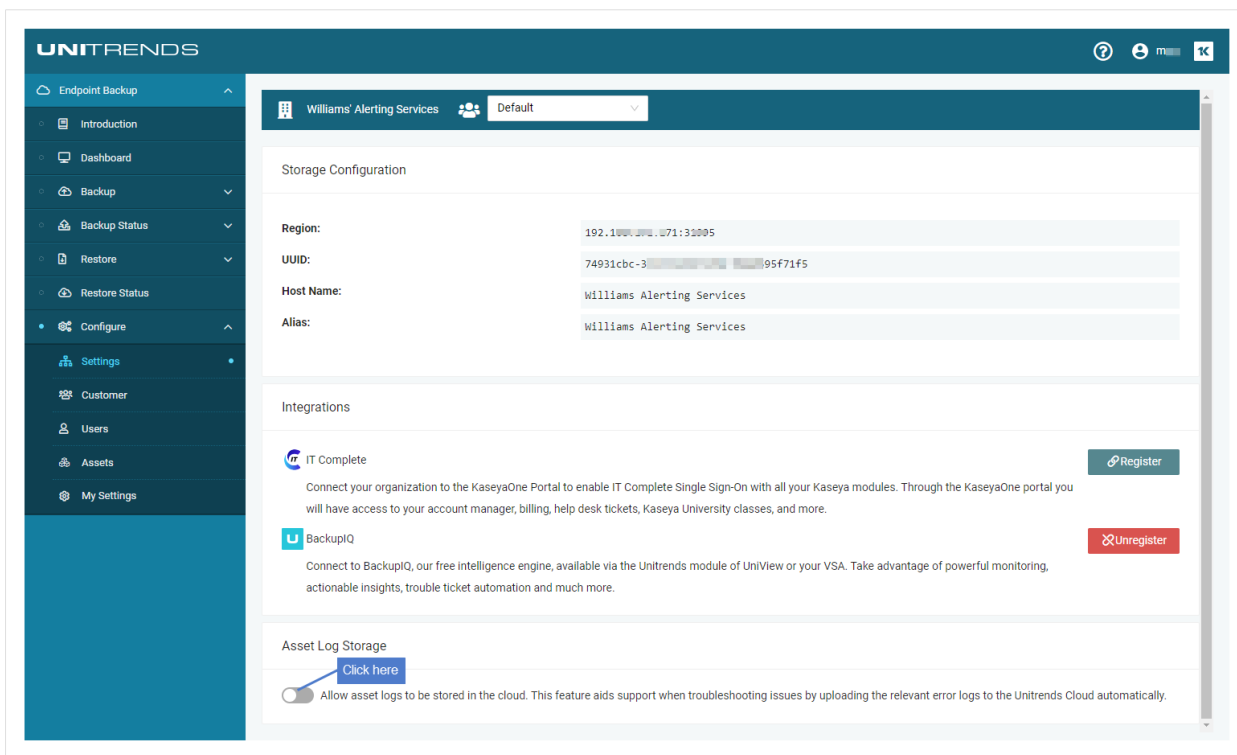 UNITRENDS
Endpoint Backup
Introduction
Dashboard
Backup
Backup Status
Restore
Restore Status
Configure
Settings
Customer
Users
Assets
My Settings
Williams' Alerting Services Default
Storage Configuration
Region:
UUID:
Host Name: Williams Alerting Services
Alias: Williams Alerting Services
Integrations
IT Complete Register
Connect your organization to the KaseyaOne Portal to enable IT Complete Single Sign-On with all your Kaseya modules. Through the KaseyaOne portal you
will have access to your account manager, billing, help desk tickets, Kaseya University classes, and more.
U BackupIQ Unregister
Connect to BackupIQ, our free intelligence engine, available via the Unitrends module of UniView or your VSA. Take advantage of powerful monitoring,
actionable insights, trouble ticket automation and much more.
Asset Log Storage
Click here
Allow asset logs to be stored in the cloud. This feature aids support when troubleshooting issues by uploading the relevant error logs to the Unitrends Cloud automatically.